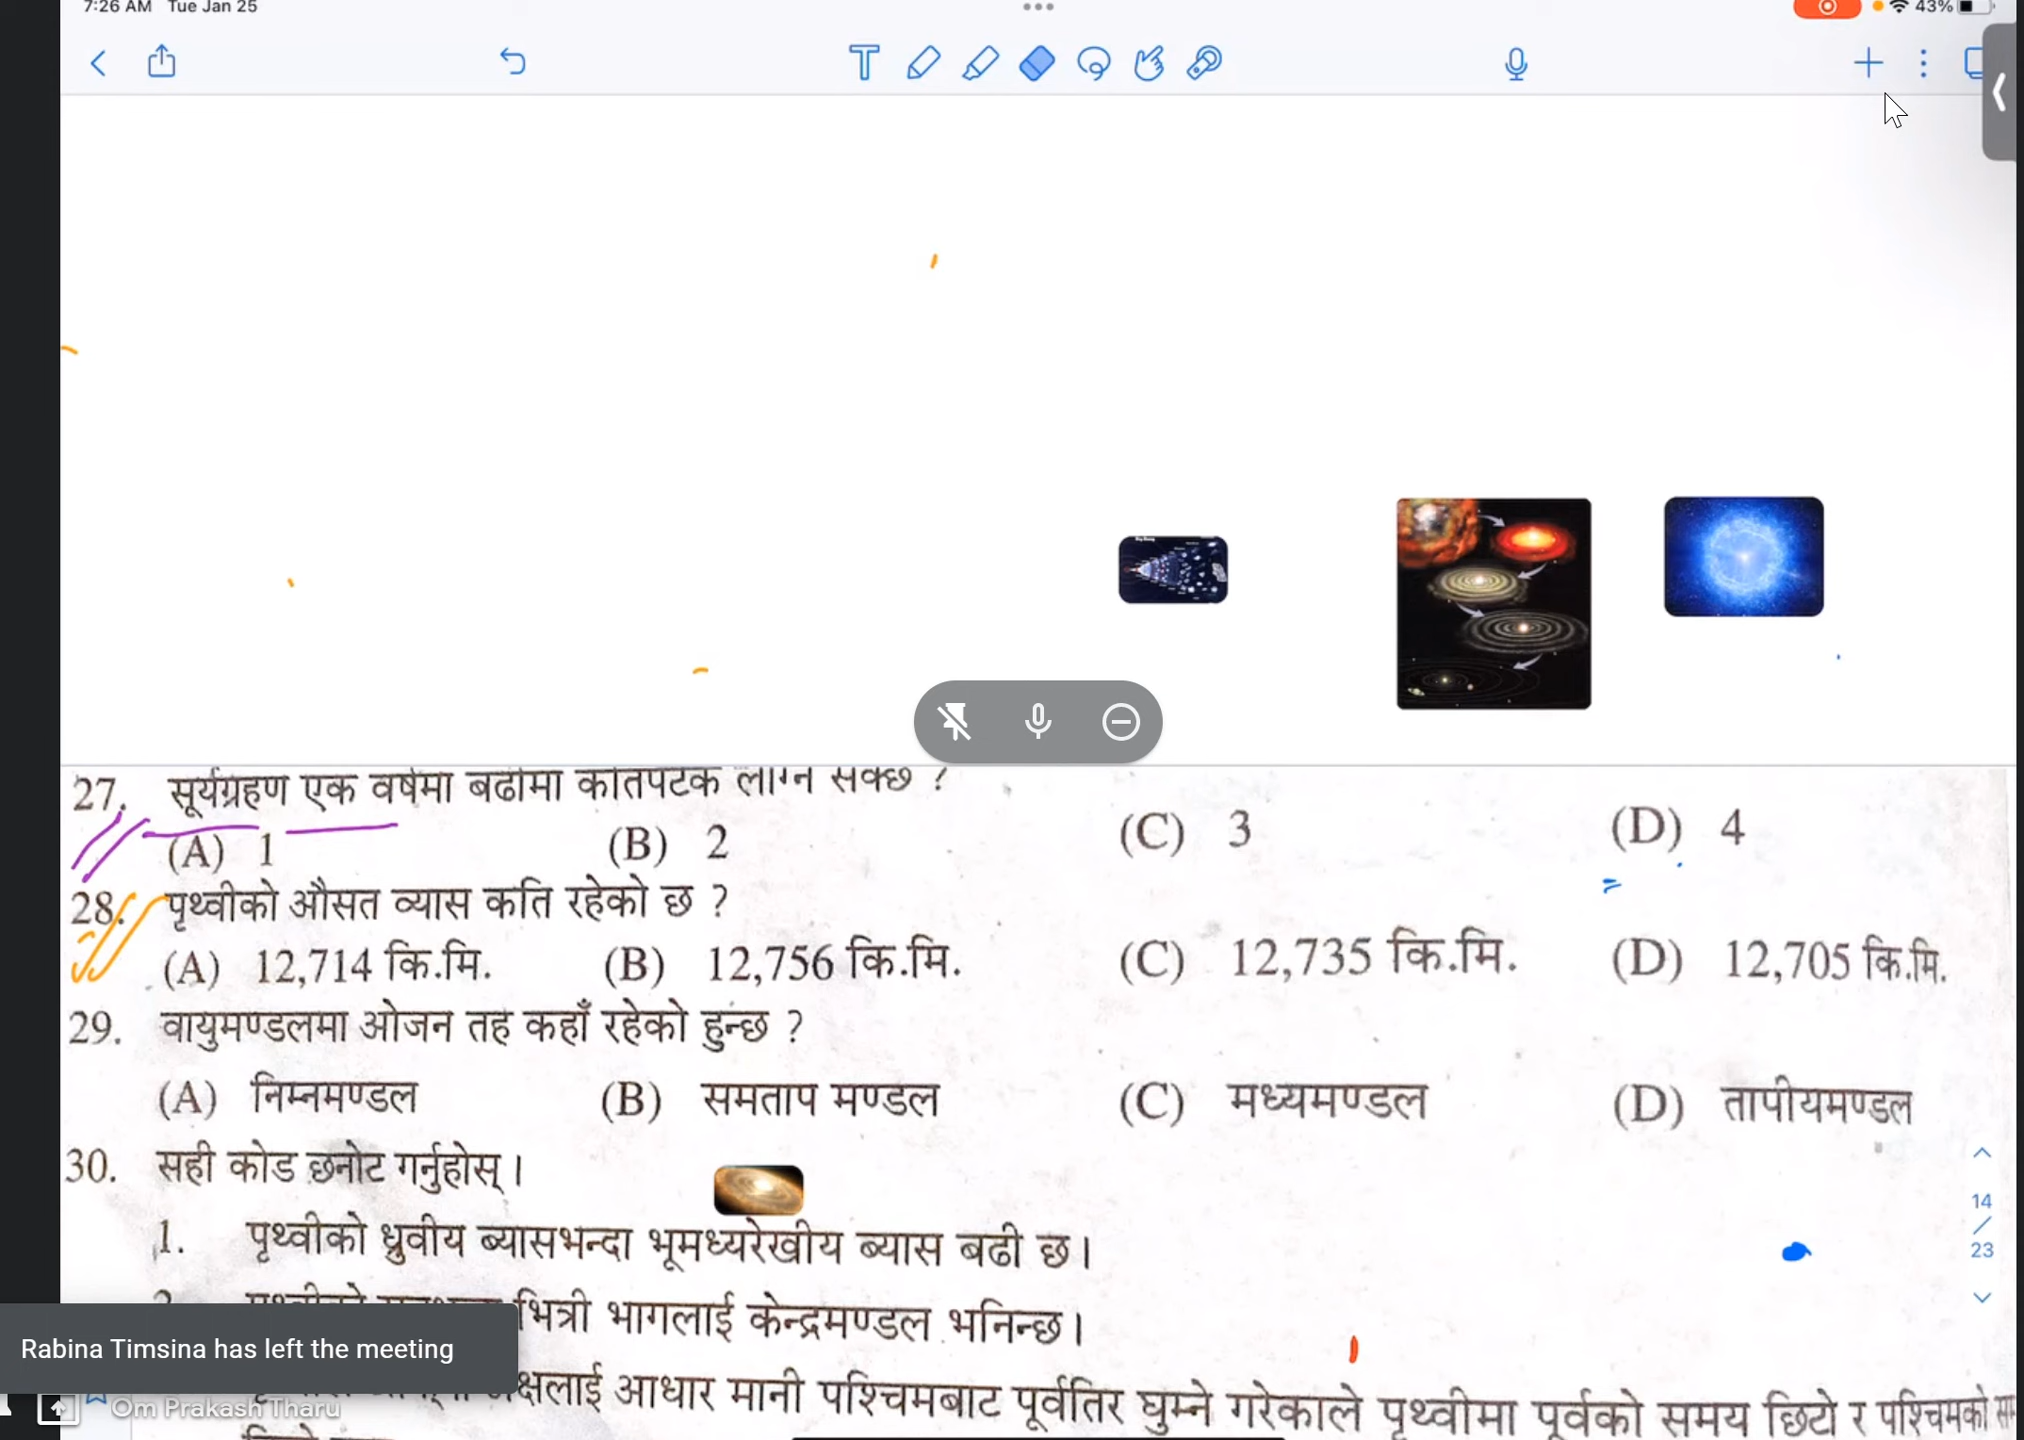 7:26 AM Tue Jan 25
43%
27. सूर्यग्रहण एक वर्षमा बढीमा कतिपटक लाग्न सक्छ ?
(A) 1 (B) 2 (C) 3 (D) 4
28. पृथ्वीको औसत व्यास कति रहेको छ ?
(A) 12,714 कि.मि. (B) 12,756 कि.मि. (C) 12,735 कि.मि. (D) 12,705 कि.मि.
29. वायुमण्डलमा ओजन तह कहाँ रहेको हुन्छ ?
(A) निम्नमण्डल (B) समताप मण्डल (C) मध्यमण्डल (D) तापीयमण्डल
30. सही कोड छनोट गर्नुहोस् ।
1. पृथ्वीको ध्रुवीय ब्यासभन्दा भूमध्यरेखीय ब्यास बढी छ ।
14
/
23
भित्री भागलाई केन्द्रमण्डल भनिन्छ ।
Rabina Timsina has left the meeting
आधार मानी पश्चिमबाट पूर्वतिर घुम्ने गरेकाले पृथ्वीमा पूर्वको समय छिटो र पश्चिमको
Om Prakash Tharu